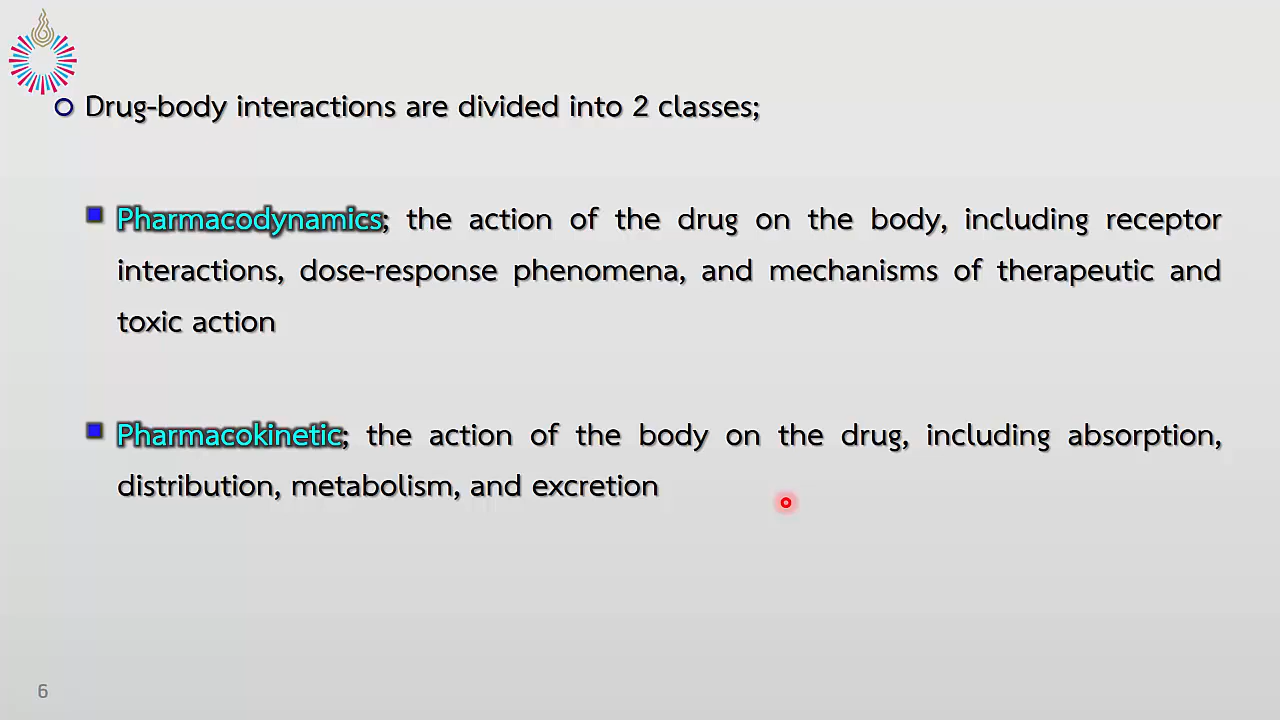 Drug-body interactions are divided into 2 classes;
Pharmacodynamics; the action of the drug on the body, including receptor
interactions, dose-response phenomena, and mechanisms of therapeutic and
toxic action
Pharmacokinetic; the action of the body on the drug, including absorption,
distribution, metabolism, and excretion
6